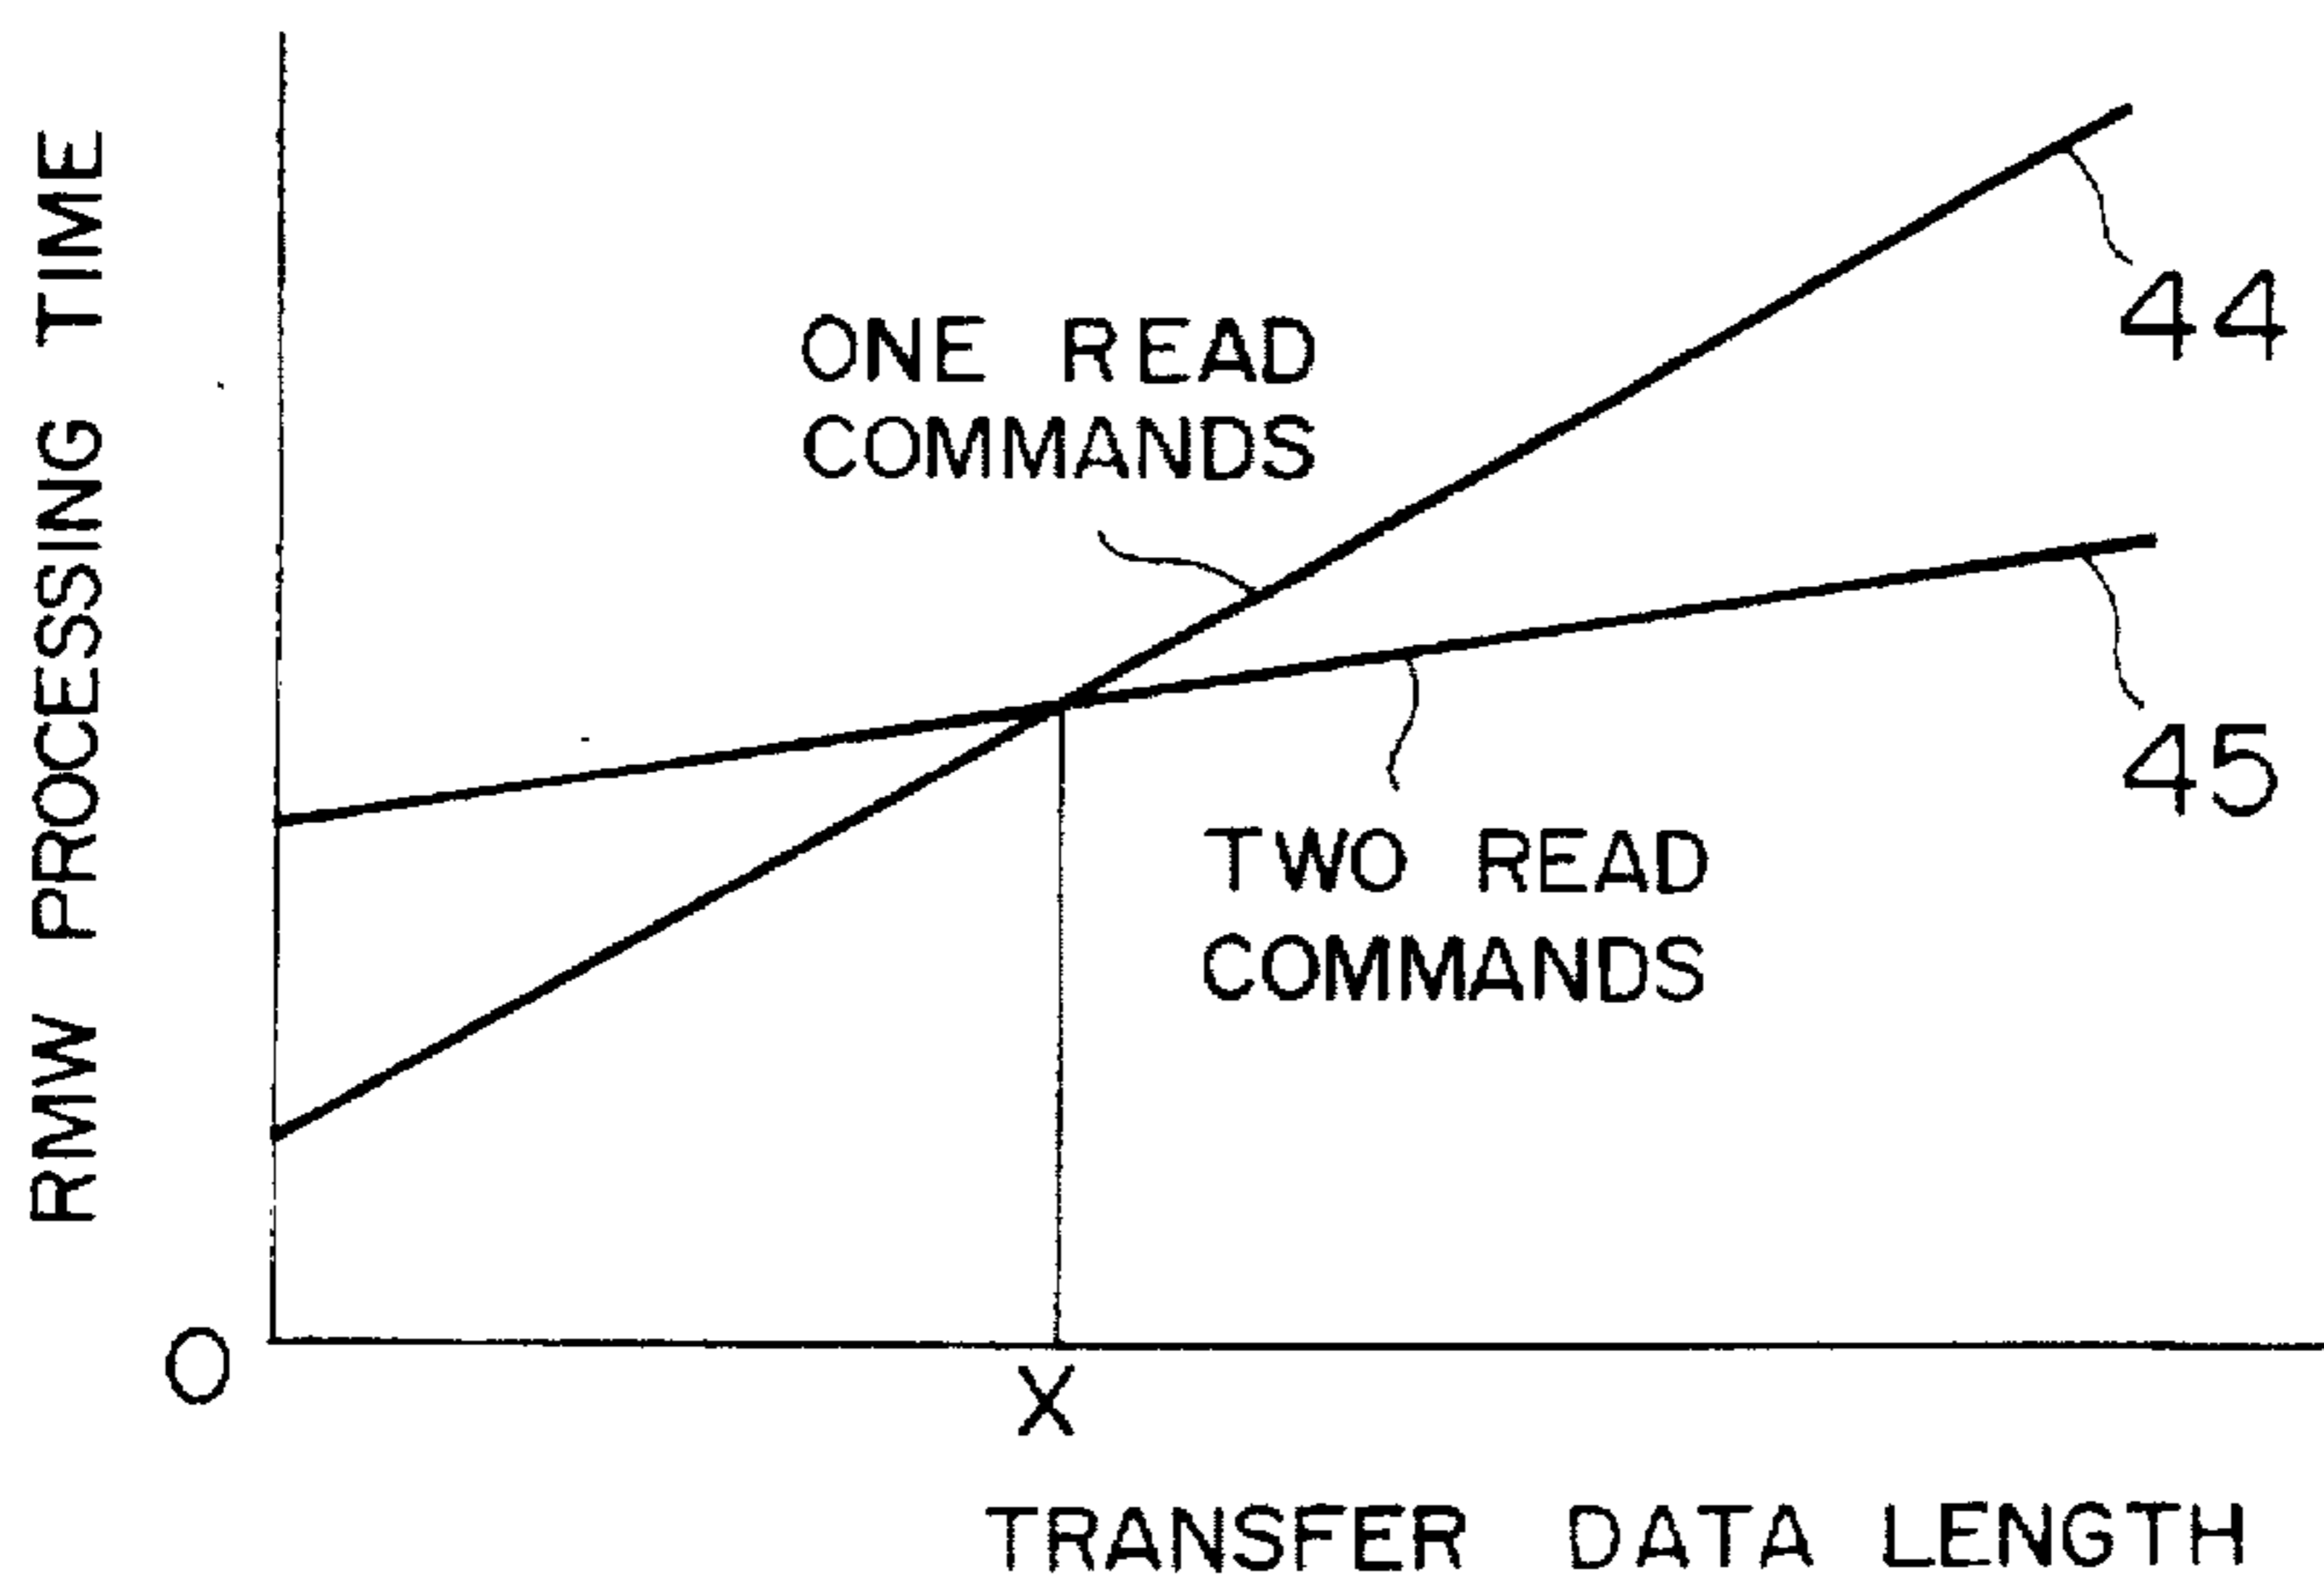 RMW PROCESSING TIME
ONE READ
COMMANDS
44
45
TWO READ
COMMANDS
O
X
TRANSFER DATA LENGTH